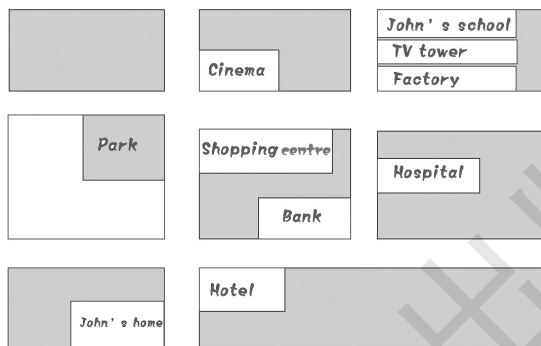 Cinema
John's school
TV tower
Factory
Park
Shopping centre
Hospital
Bank
John's home
Hotel